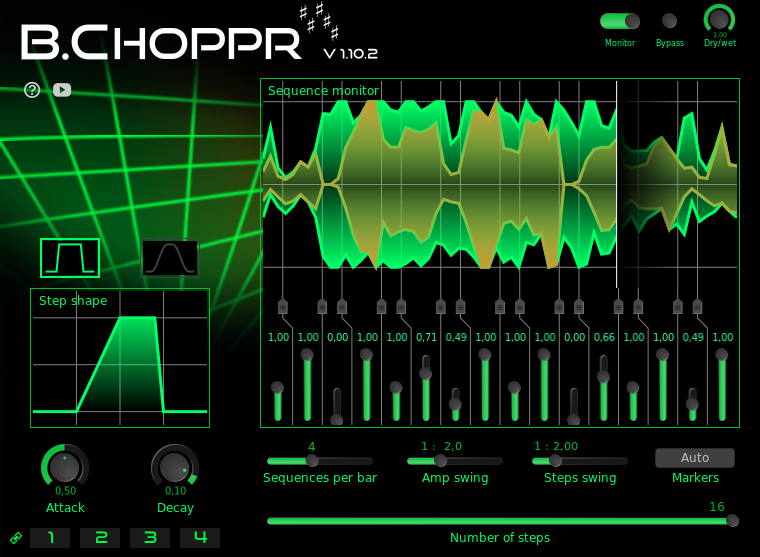 B.CHOPPR
V 1.10.2
1,00
Monitor Bypass Dry/wet
?
Sequence monitor
Step shape
1,00 1,00 0,00 1,00 1,00 0,71 0,49 1,00 1,00 1,00 0,00 0,66 1,00 1,00 0,49 1,00
4 1 : 2,0 1 : 2,00 Auto
Sequences per bar Amp swing Steps swing Markers
0,50 0,10
Attack Decay
16
Number of steps
1 2 3 4